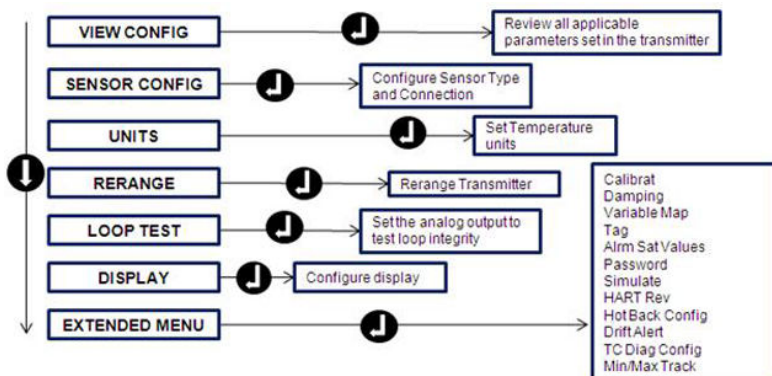 VIEW CONFIG
Review all applicable
parameters set in the transmitter
SENSOR CONFIG
Configure Sensor Type
and Connection
UNITS
Set Temperature
units
RERANGE
Rerange Transmitter
LOOP TEST
Set the analog output to
test loop integrity
DISPLAY
Configure display
EXTENDED MENU
Calibrat
Damping
Variable Map
Tag
Alrm Sat Values
Password
Simulate
HART Rev
Hot Back Config
Drift Alert
TC Diag Config
Min/Max Track